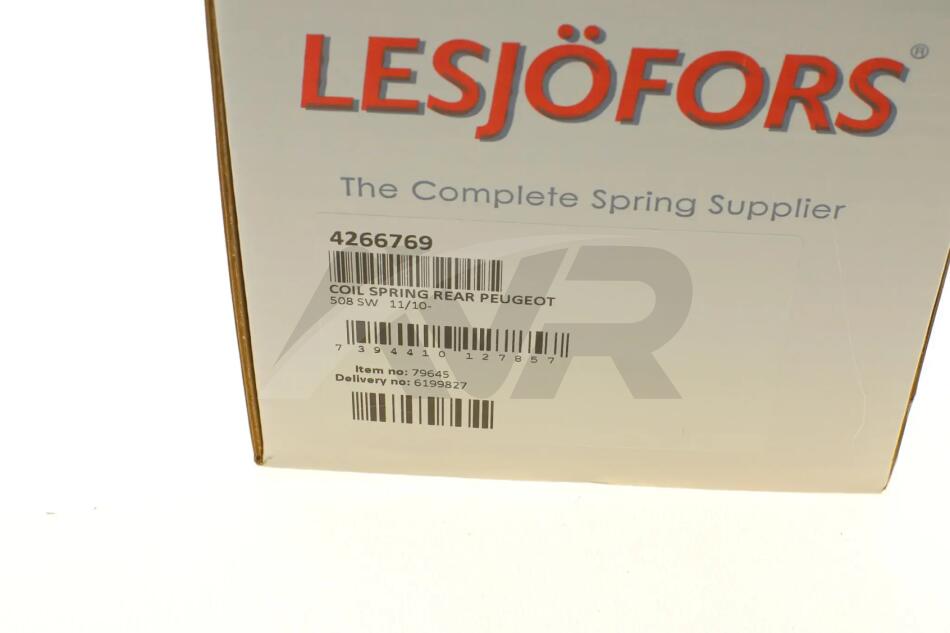 LESJÖFORS®
The Complete Spring Supplier
4266769
COIL SPRING REAR PEUGEOT
508 SW 11/10-
7 394410 127857
Item no: 79645
Delivery no: 6199827
AVR